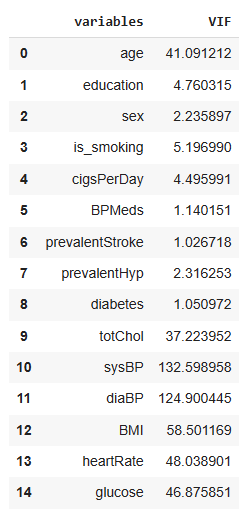 variables VIF
0 age 41.091212
1 education 4.760315
2 sex 2.235897
3 is_smoking 5.196990
4 cigsPerDay 4.495991
5 BPMeds 1.140151
6 prevalentStroke 1.026718
7 prevalentHyp 2.316253
8 diabetes 1.050972
9 totChol 37.223952
10 sysBP 132.598958
11 diaBP 124.900445
12 BMI 58.501169
13 heartRate 48.038901
14 glucose 46.875851